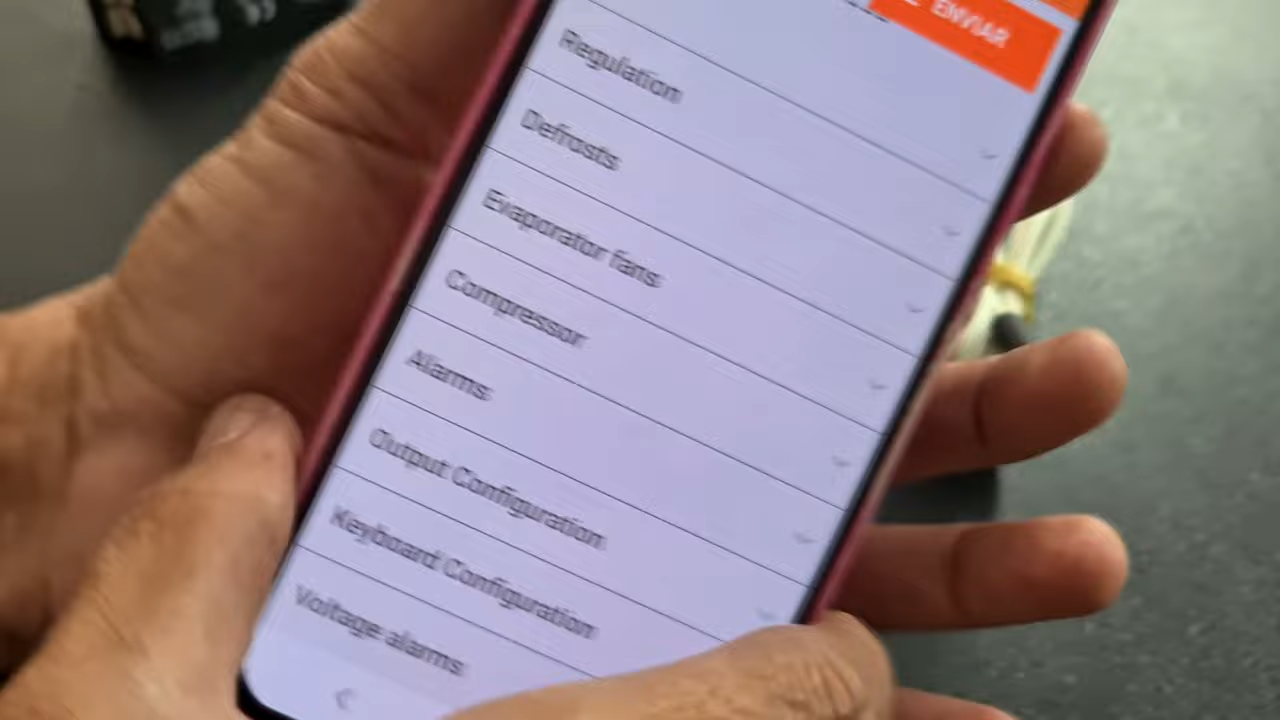 ENVIAR
Regulation
Defrosts
Evaporator fans
Compressor
Alarms
Output Configuration
Keyboard Configuration
Voltage alarms